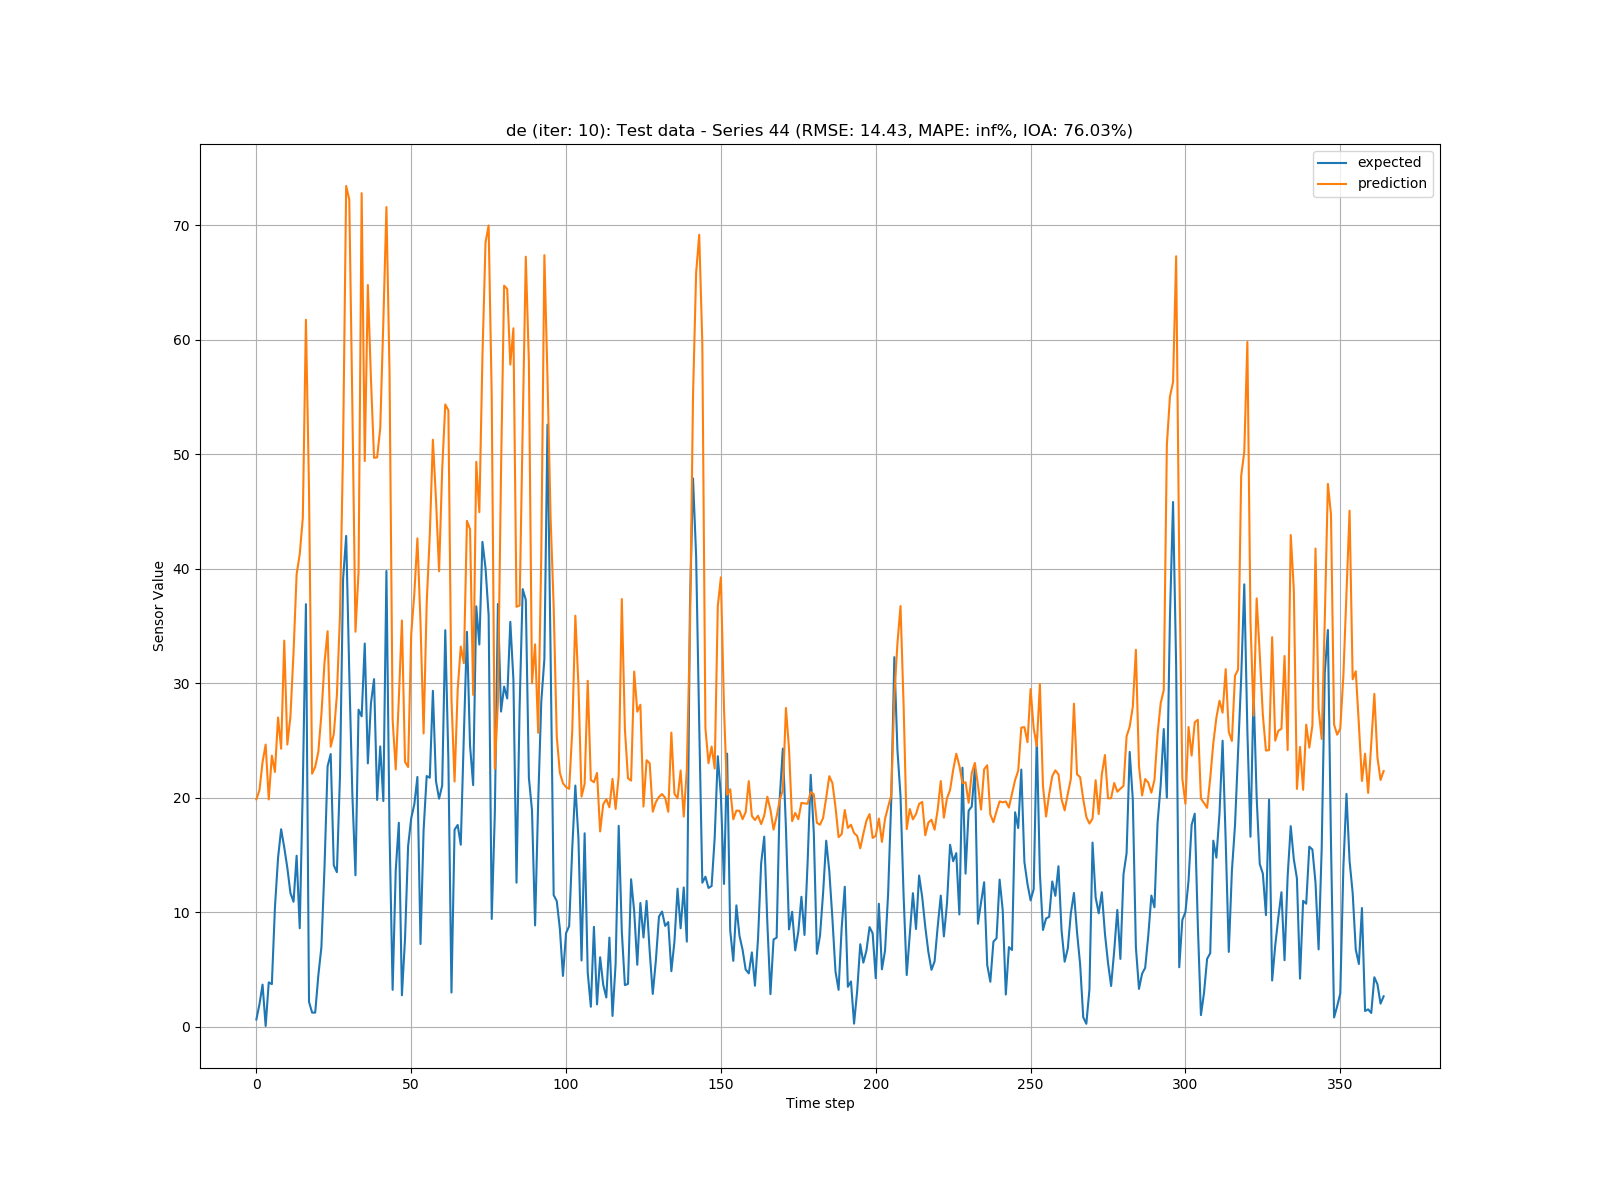 de (iter: 10): Test data - Series 44 (RMSE: 14.43, MAPE: inf%, IOA: 76.03%)
expected
prediction
70
60
50
40
30
20
10
0
Sensor Value
0 50 100 150 200 250 300 350
Time step